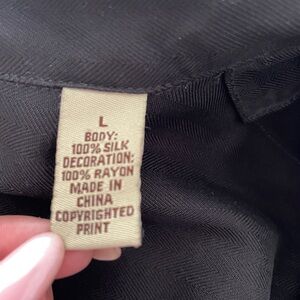 L
BODY:
100% SILK
DECORATION:
100% RAYON
MADE IN
CHINA
COPYRIGHTED
PRINT